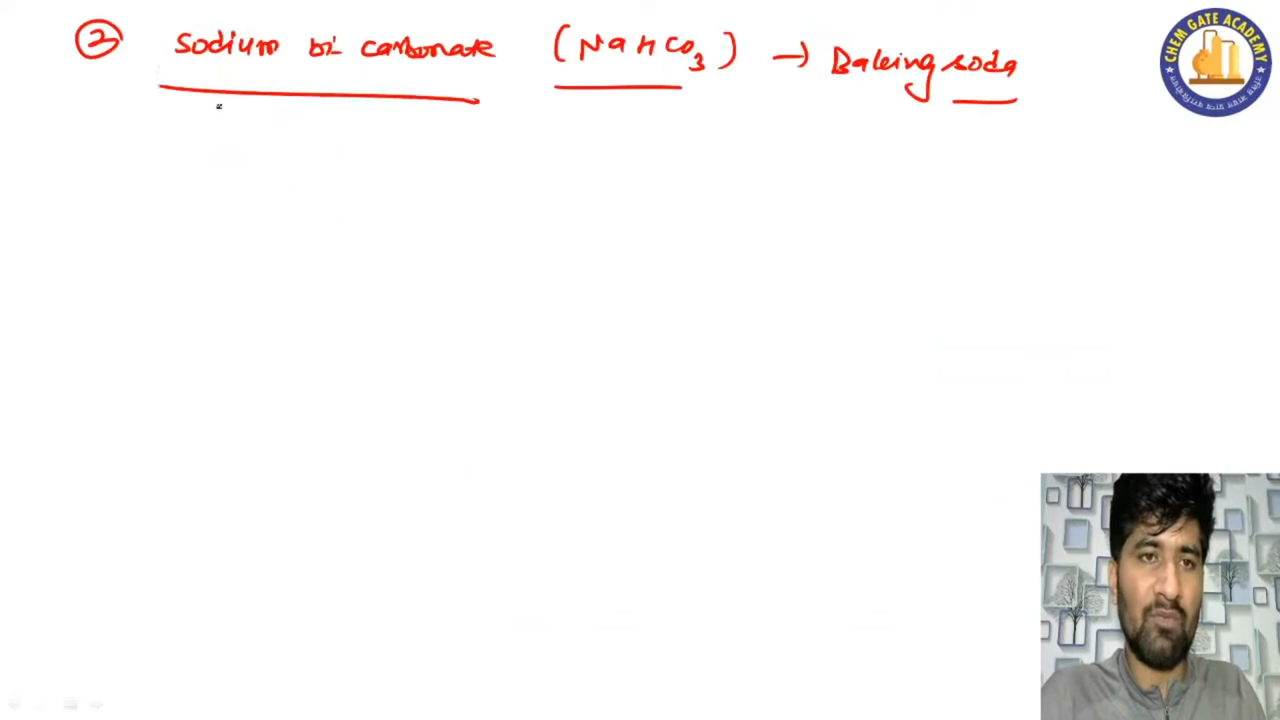 ② Sodium bi carbonate (NaHCO₃) → Baking soda
CHEM GATE ACADEMY